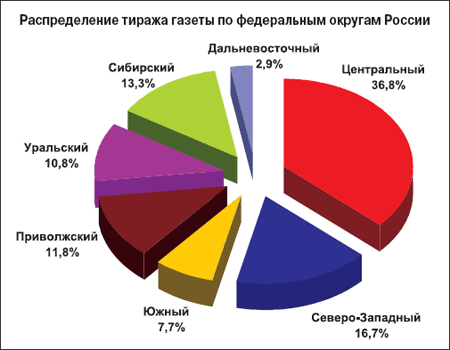 Распределение тиража газеты по федеральным округам России
Дальневосточный
2,9%
Центральный
36,8%
Сибирский
13,3%
Уральский
10,8%
Приволжский
11,8%
Южный
7,7%
Северо-Западный
16,7%